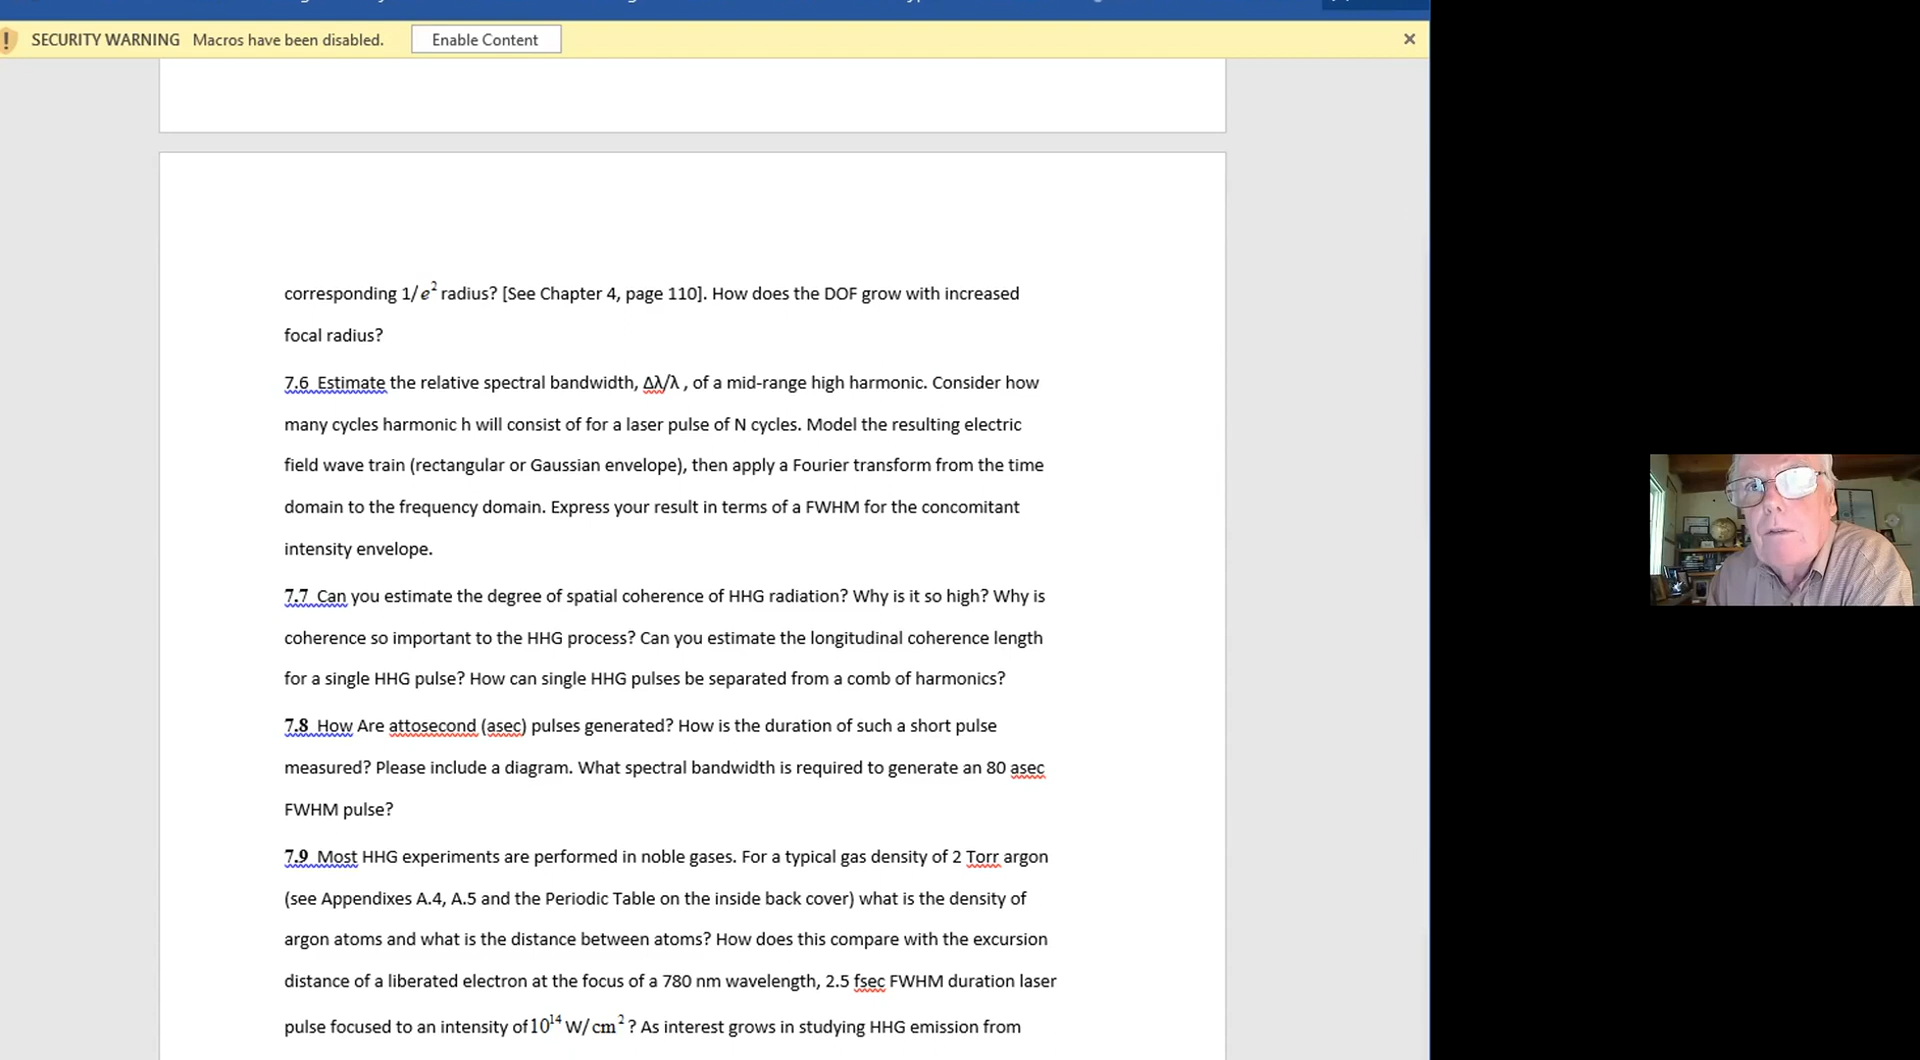 SECURITY WARNING Macros have been disabled. Enable Content
corresponding 1/e² radius? [See Chapter 4, page 110]. How does the DOF grow with increased
focal radius?
7.6 Estimate the relative spectral bandwidth, Δλ/λ , of a mid-range high harmonic. Consider how
many cycles harmonic h will consist of for a laser pulse of N cycles. Model the resulting electric
field wave train (rectangular or Gaussian envelope), then apply a Fourier transform from the time
domain to the frequency domain. Express your result in terms of a FWHM for the concomitant
intensity envelope.
7.7 Can you estimate the degree of spatial coherence of HHG radiation? Why is it so high? Why is
coherence so important to the HHG process? Can you estimate the longitudinal coherence length
for a single HHG pulse? How can single HHG pulses be separated from a comb of harmonics?
7.8 How Are attosecond (asec) pulses generated? How is the duration of such a short pulse
measured? Please include a diagram. What spectral bandwidth is required to generate an 80 asec
FWHM pulse?
7.9 Most HHG experiments are performed in noble gases. For a typical gas density of 2 Torr argon
(see Appendixes A.4, A.5 and the Periodic Table on the inside back cover) what is the density of
argon atoms and what is the distance between atoms? How does this compare with the excursion
distance of a liberated electron at the focus of a 780 nm wavelength, 2.5 fsec FWHM duration laser
pulse focused to an intensity of 10¹⁴ W/cm² ? As interest grows in studying HHG emission from